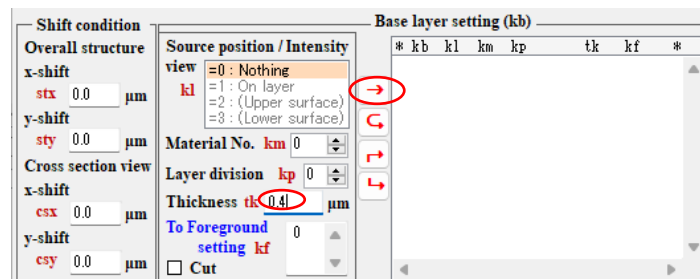 Shift condition
Overall structure
x-shift
stx 0.0 μm
y-shift
sty 0.0 μm
Cross section view
x-shift
csx 0.0 μm
y-shift
csy 0.0 μm
Source position / Intensity
view
kl
=0 : Nothing
=1 : On layer
=2 : (Upper surface)
=3 : (Lower surface)
Material No. km 0
Layer division kp 0
Thickness tk 0.4 μm
To Foreground
setting kf 0
Cut
Base layer setting (kb)
* kb kl km kp tk kf *